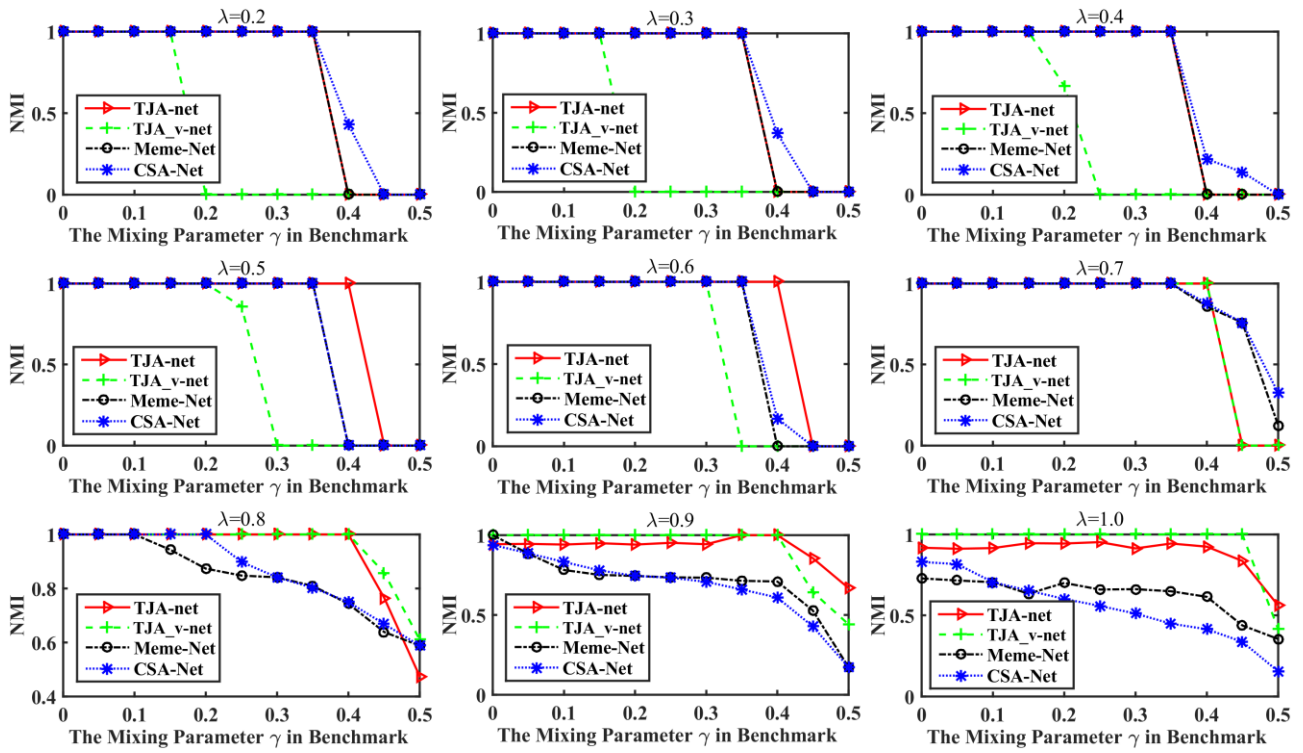 λ=0.2
NMI
1
0.5
0
TJA-net
TJA_v-net
Meme-Net
CSA-Net
0 0.1 0.2 0.3 0.4 0.5
The Mixing Parameter γ in Benchmark
λ=0.3
NMI
1
0.5
0
TJA-net
TJA_v-net
Meme-Net
CSA-Net
0 0.1 0.2 0.3 0.4 0.5
The Mixing Parameter γ in Benchmark
λ=0.4
NMI
1
0.5
0
TJA-net
TJA_v-net
Meme-Net
CSA-Net
0 0.1 0.2 0.3 0.4 0.5
The Mixing Parameter γ in Benchmark
λ=0.5
NMI
1
0.5
0
TJA-net
TJA_v-net
Meme-Net
CSA-Net
0 0.1 0.2 0.3 0.4 0.5
The Mixing Parameter γ in Benchmark
λ=0.6
NMI
1
0.5
0
TJA-net
TJA_v-net
Meme-Net
CSA-Net
0 0.1 0.2 0.3 0.4 0.5
The Mixing Parameter γ in Benchmark
λ=0.7
NMI
1
0.5
0
TJA-net
TJA_v-net
Meme-Net
CSA-Net
0 0.1 0.2 0.3 0.4 0.5
The Mixing Parameter γ in Benchmark
λ=0.8
NMI
1
0.8
0.6
0.4
TJA-net
TJA_v-net
Meme-Net
CSA-Net
0 0.1 0.2 0.3 0.4 0.5
The Mixing Parameter γ in Benchmark
λ=0.9
NMI
1
0.5
0
TJA-net
TJA_v-net
Meme-Net
CSA-Net
0 0.1 0.2 0.3 0.4 0.5
The Mixing Parameter γ in Benchmark
λ=1.0
NMI
1
0.5
0
TJA-net
TJA_v-net
Meme-Net
CSA-Net
0 0.1 0.2 0.3 0.4 0.5
The Mixing Parameter γ in Benchmark